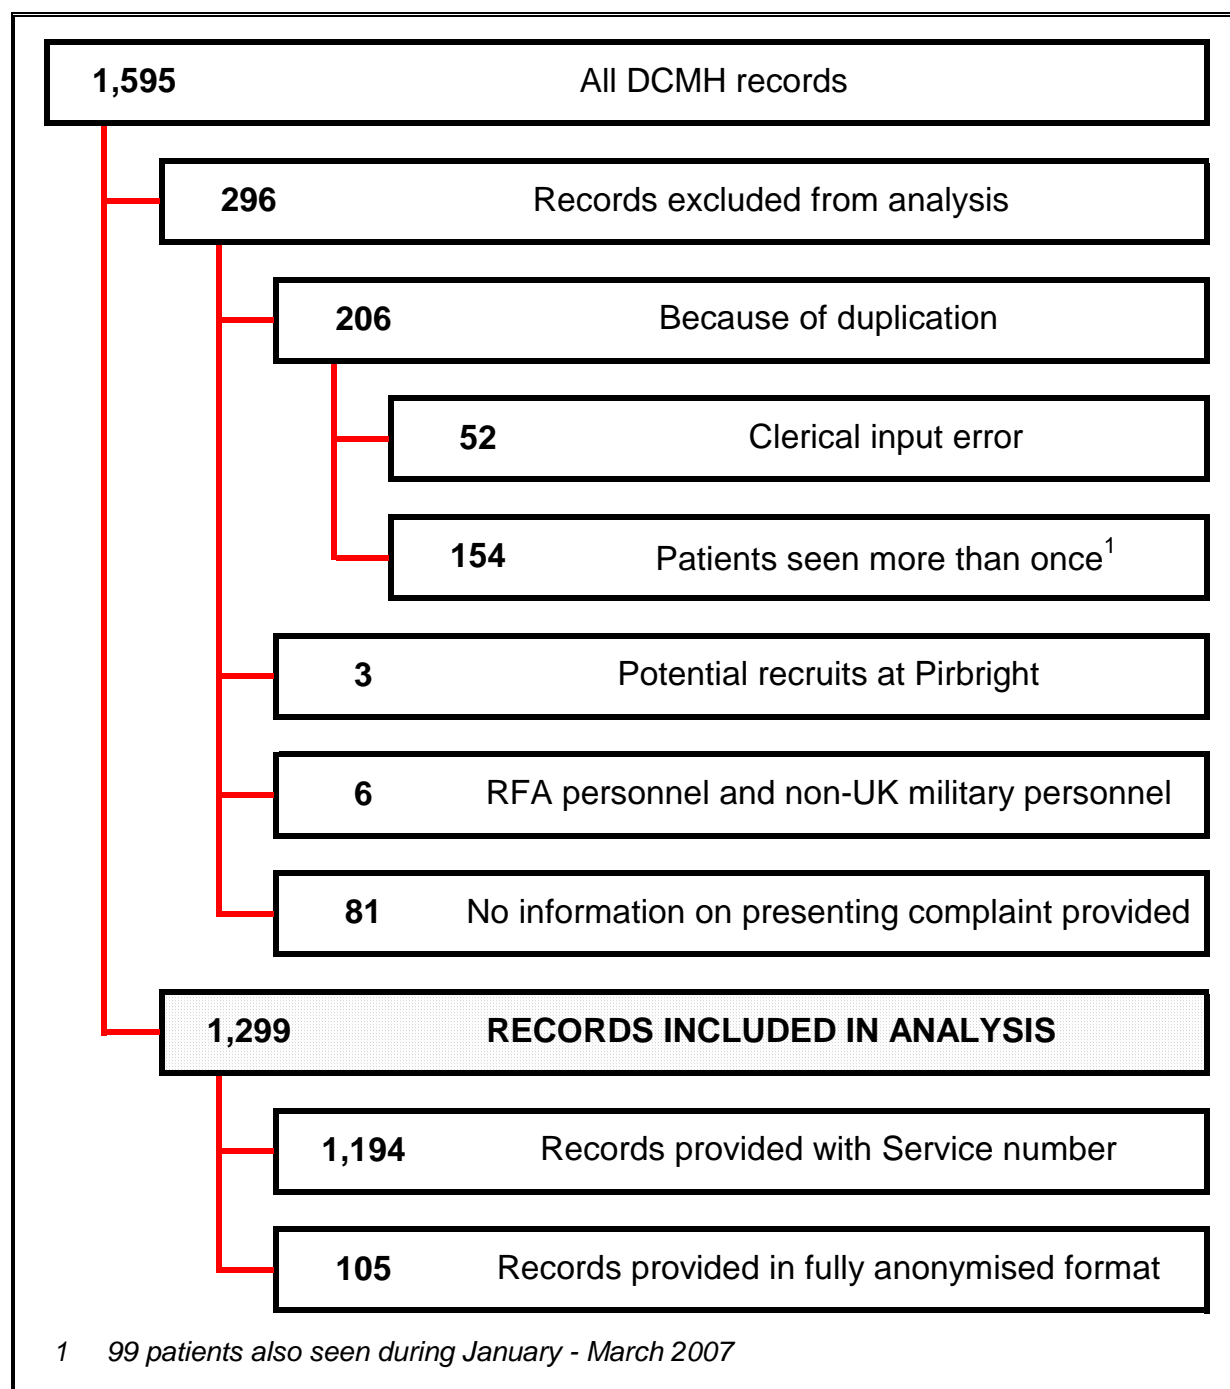 1,595 All DCMH records
296 Records excluded from analysis
206 Because of duplication
52 Clerical input error
154 Patients seen more than once1
3 Potential recruits at Pirbright
6 RFA personnel and non-UK military personnel
81 No information on presenting complaint provided
1,299 RECORDS INCLUDED IN ANALYSIS
1,194 Records provided with Service number
105 Records provided in fully anonymised format
1 99 patients also seen during January - March 2007